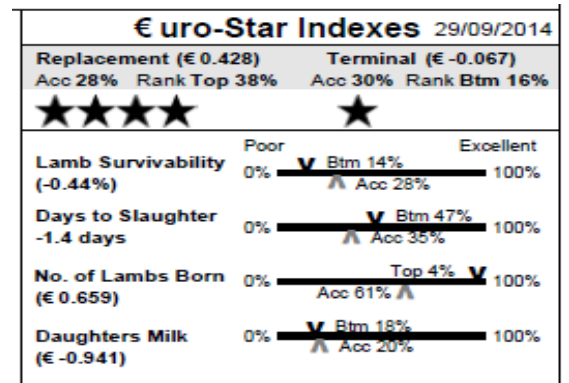 € uro-Star Indexes 29/09/2014
Replacement (€ 0.428) Terminal (€ -0.067)
Acc 28% Rank Top 38% Acc 30% Rank Btm 16%
Poor Excellent
Lamb Survivability
(-0.44%)
0% Btm 14% 100%
Acc 28%
Days to Slaughter
-1.4 days
0% Btm 47% 100%
Acc 35%
No. of Lambs Born
(€ 0.659)
0% Top 4% 100%
Acc 61%
Daughters Milk
(€ -0.941)
0% Btm 18% 100%
Acc 20%